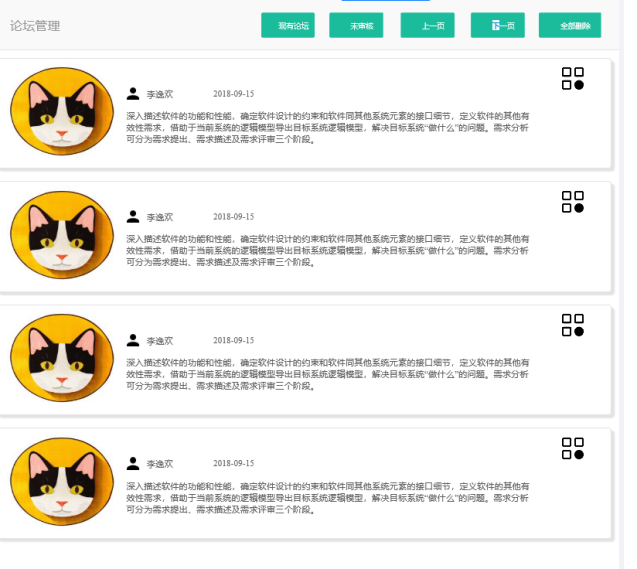 论坛管理
现有论坛 未审核 上一页 下一页 全部删除
李逸欢 2018-09-15
深入描述软件的功能和性能，确定软件设计的约束和软件同其他系统元素的接口细节，定义软件的其他有
效性需求，借助于当前系统的逻辑模型导出目标系统逻辑模型，解决目标系统“做什么”的问题。需求分析
可分为需求提出、需求描述及需求评审三个阶段。
李逸欢 2018-09-15
深入描述软件的功能和性能，确定软件设计的约束和软件同其他系统元素的接口细节，定义软件的其他有
效性需求，借助于当前系统的逻辑模型导出目标系统逻辑模型，解决目标系统“做什么”的问题。需求分析
可分为需求提出、需求描述及需求评审三个阶段。
李逸欢 2018-09-15
深入描述软件的功能和性能，确定软件设计的约束和软件同其他系统元素的接口细节，定义软件的其他有
效性需求，借助于当前系统的逻辑模型导出目标系统逻辑模型，解决目标系统“做什么”的问题。需求分析
可分为需求提出、需求描述及需求评审三个阶段。
李逸欢 2018-09-15
深入描述软件的功能和性能，确定软件设计的约束和软件同其他系统元素的接口细节，定义软件的其他有
效性需求，借助于当前系统的逻辑模型导出目标系统逻辑模型，解决目标系统“做什么”的问题。需求分析
可分为需求提出、需求描述及需求评审三个阶段。